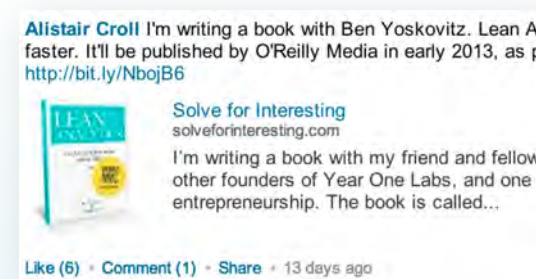 Alistair Croll I'm writing a book with Ben Yoskovitz. Lean A
faster. It'll be published by O'Reilly Media in early 2013, as p
http://bit.ly/NbojB6
LEAN
ANALYTICS
Solve for Interesting
solveforinteresting.com
I'm writing a book with my friend and fellow
other founders of Year One Labs, and one
entrepreneurship. The book is called...
Like (6) • Comment (1) • Share • 13 days ago